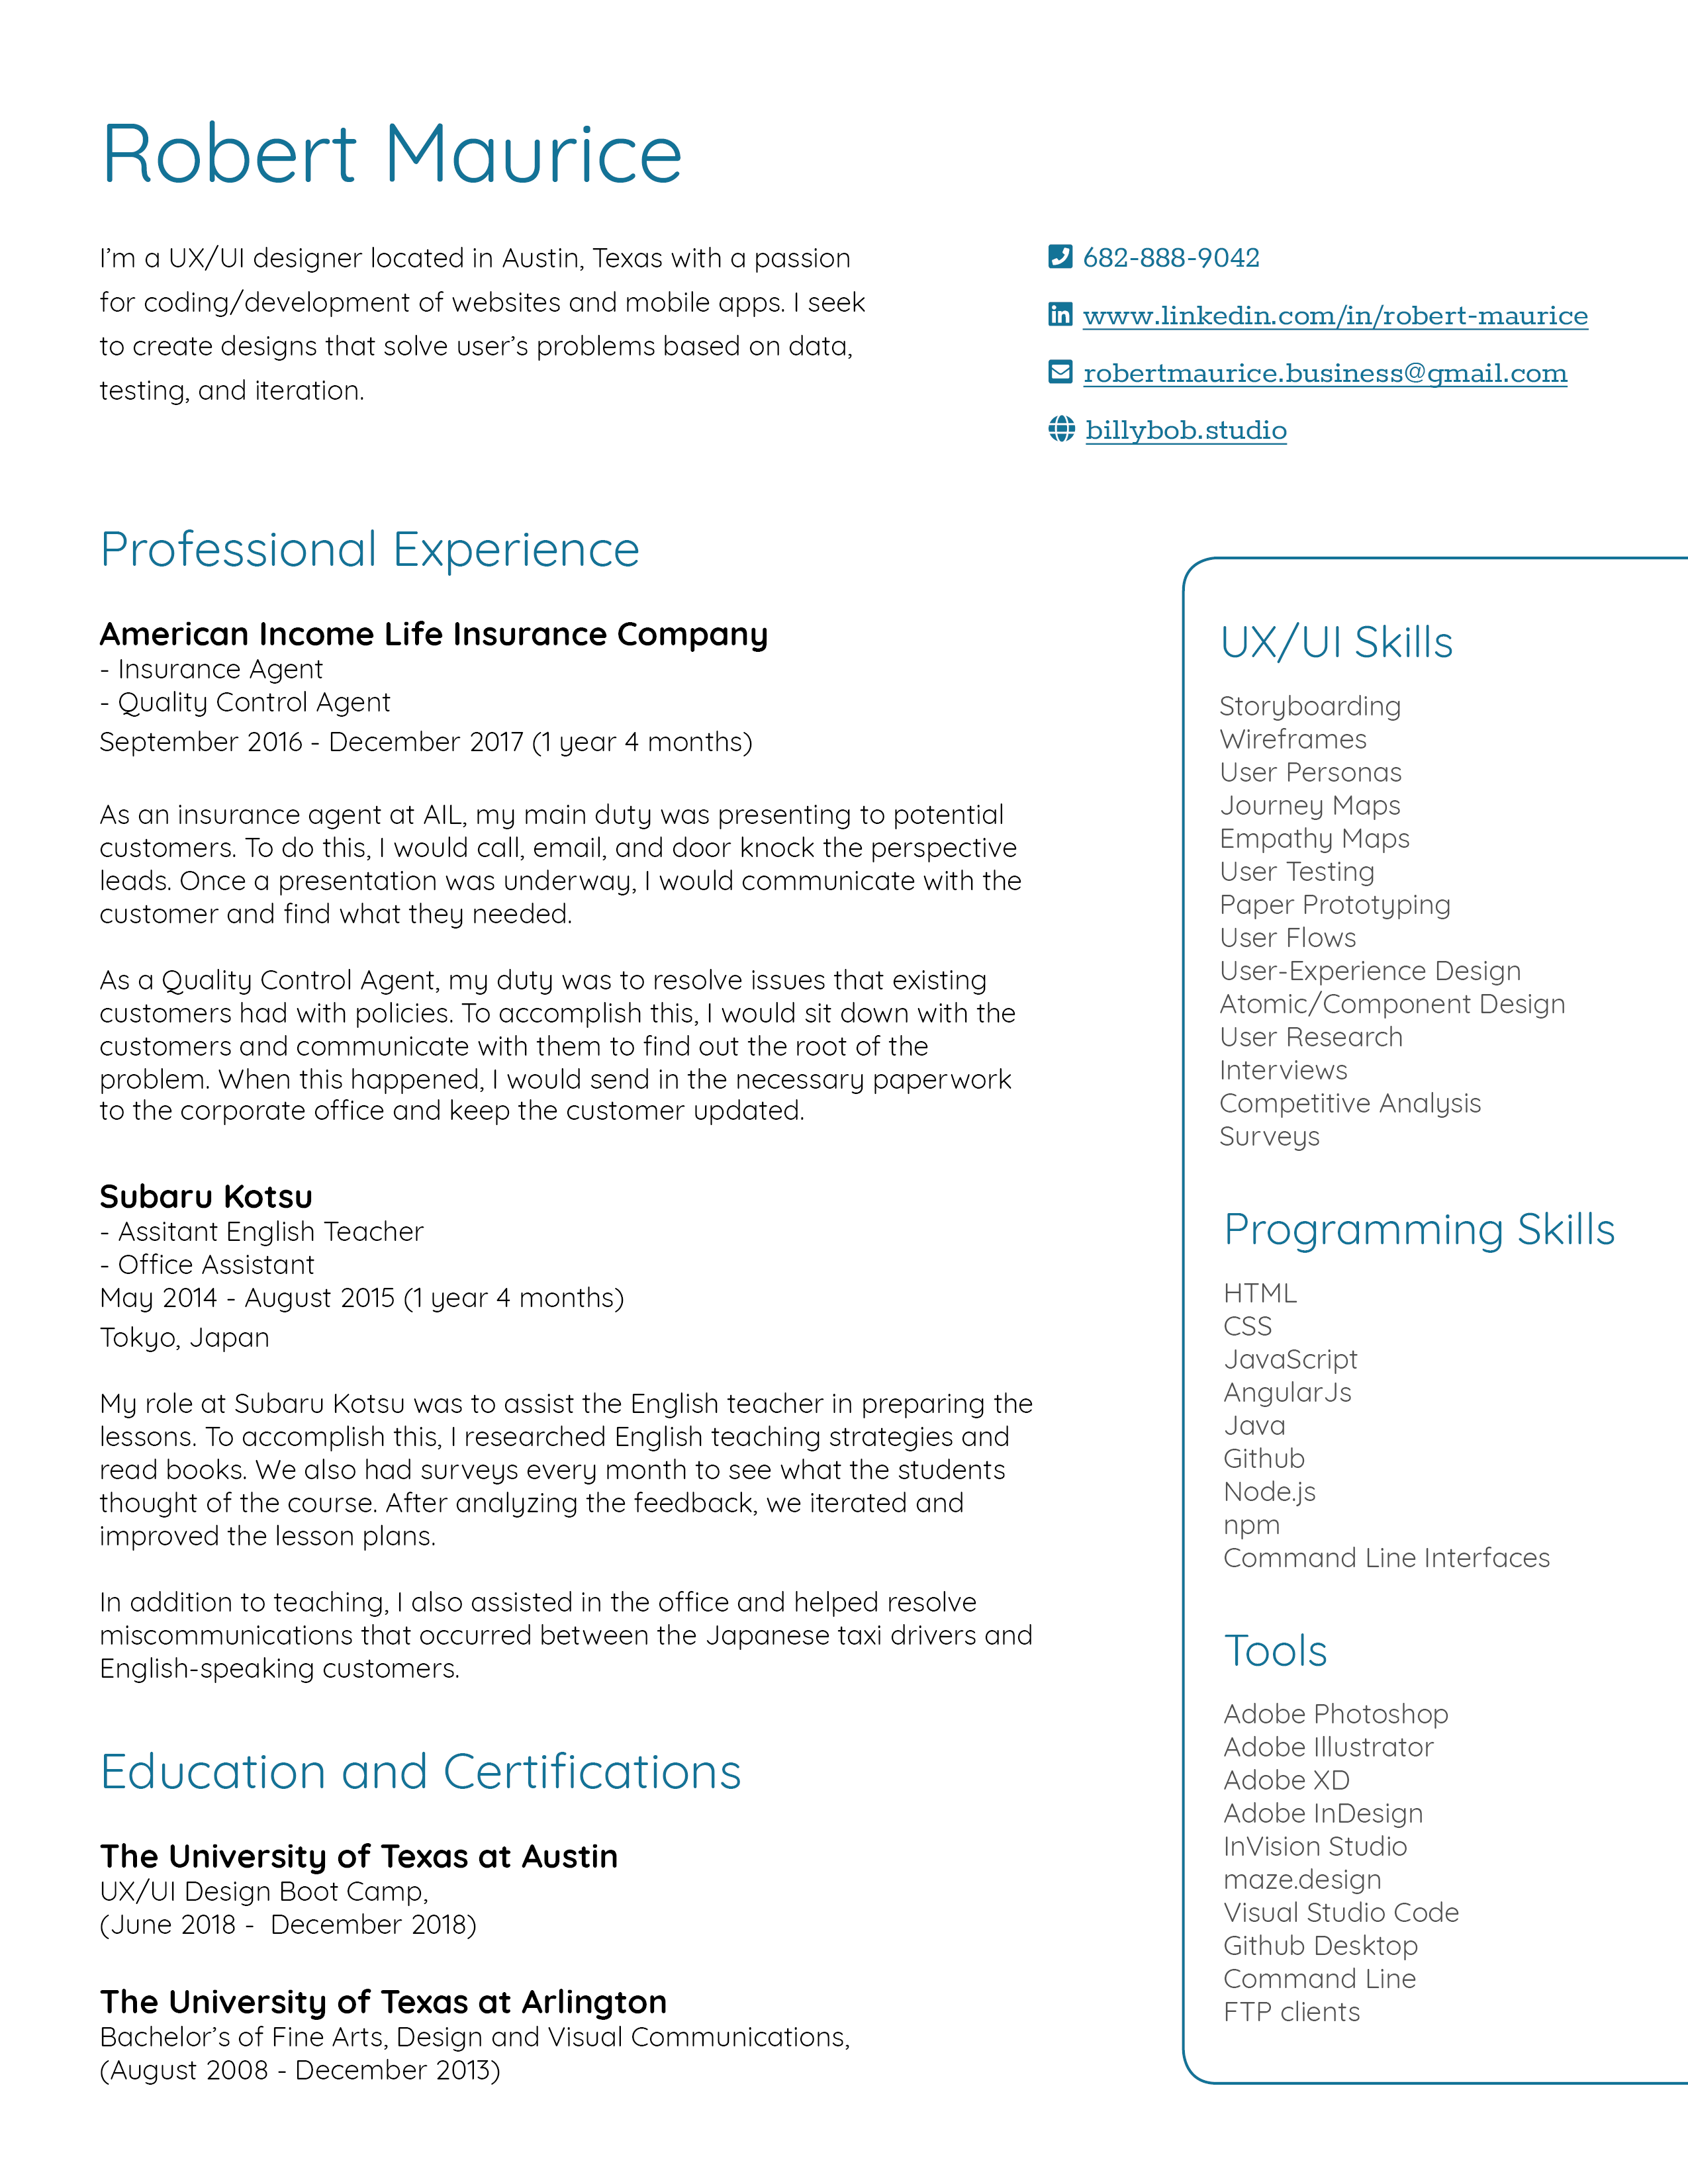 Robert Maurice
I'm a UX/UI designer located in Austin, Texas with a passion
for coding/development of websites and mobile apps. I seek
to create designs that solve user's problems based on data,
testing, and iteration.
682-888-9042
www.linkedin.com/in/robert-maurice
robertmaurice.business@gmail.com
billybob.studio
Professional Experience
American Income Life Insurance Company
- Insurance Agent
- Quality Control Agent
September 2016 - December 2017 (1 year 4 months)
As an insurance agent at AIL, my main duty was presenting to potential
customers. To do this, I would call, email, and door knock the perspective
leads. Once a presentation was underway, I would communicate with the
customer and find what they needed.
As a Quality Control Agent, my duty was to resolve issues that existing
customers had with policies. To accomplish this, I would sit down with the
customers and communicate with them to find out the root of the
problem. When this happened, I would send in the necessary paperwork
to the corporate office and keep the customer updated.
Subaru Kotsu
- Assitant English Teacher
- Office Assistant
May 2014 - August 2015 (1 year 4 months)
Tokyo, Japan
My role at Subaru Kotsu was to assist the English teacher in preparing the
lessons. To accomplish this, I researched English teaching strategies and
read books. We also had surveys every month to see what the students
thought of the course. After analyzing the feedback, we iterated and
improved the lesson plans.
In addition to teaching, I also assisted in the office and helped resolve
miscommunications that occurred between the Japanese taxi drivers and
English-speaking customers.
Education and Certifications
The University of Texas at Austin
UX/UI Design Boot Camp,
(June 2018 -  December 2018)
The University of Texas at Arlington
Bachelor's of Fine Arts, Design and Visual Communications,
(August 2008 - December 2013)
UX/UI Skills
Storyboarding
Wireframes
User Personas
Journey Maps
Empathy Maps
User Testing
Paper Prototyping
User Flows
User-Experience Design
Atomic/Component Design
User Research
Interviews
Competitive Analysis
Surveys
Programming Skills
HTML
CSS
JavaScript
AngularJs
Java
Github
Node.js
npm
Command Line Interfaces
Tools
Adobe Photoshop
Adobe Illustrator
Adobe XD
Adobe InDesign
InVision Studio
maze.design
Visual Studio Code
Github Desktop
Command Line
FTP clients